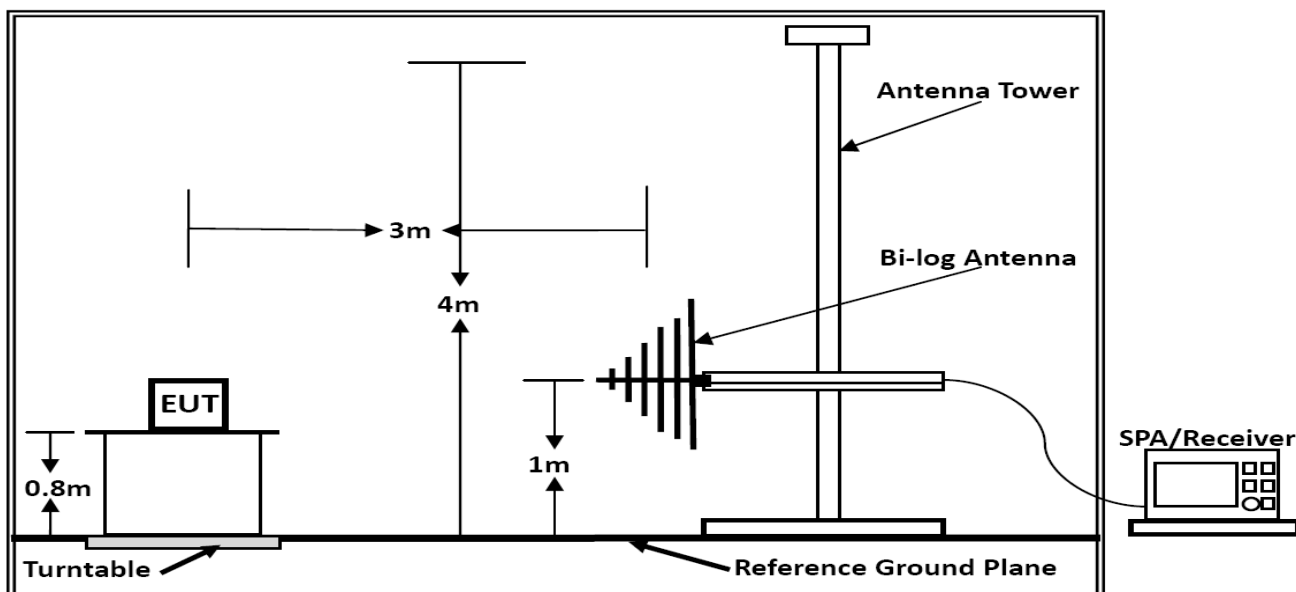 Antenna Tower
3m
Bi-log Antenna
4m
EUT
SPA/Receiver
1m
0.8m
Turntable
Reference Ground Plane